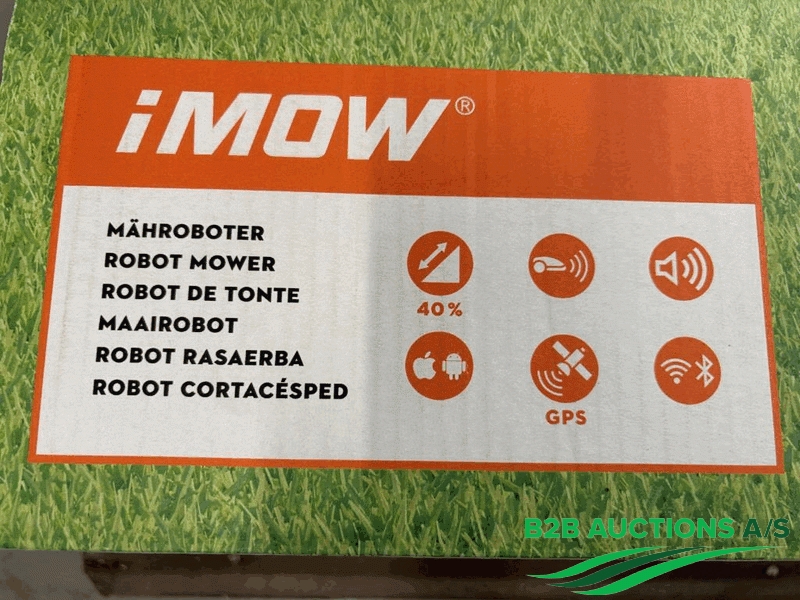 iMOW®
MÄHROBOTER
ROBOT MOWER
ROBOT DE TONTE
MAAIROBOT
ROBOT RASAERBA
ROBOT CORTACÉSPED
40%
GPS
B2B AUCTIONS A/S